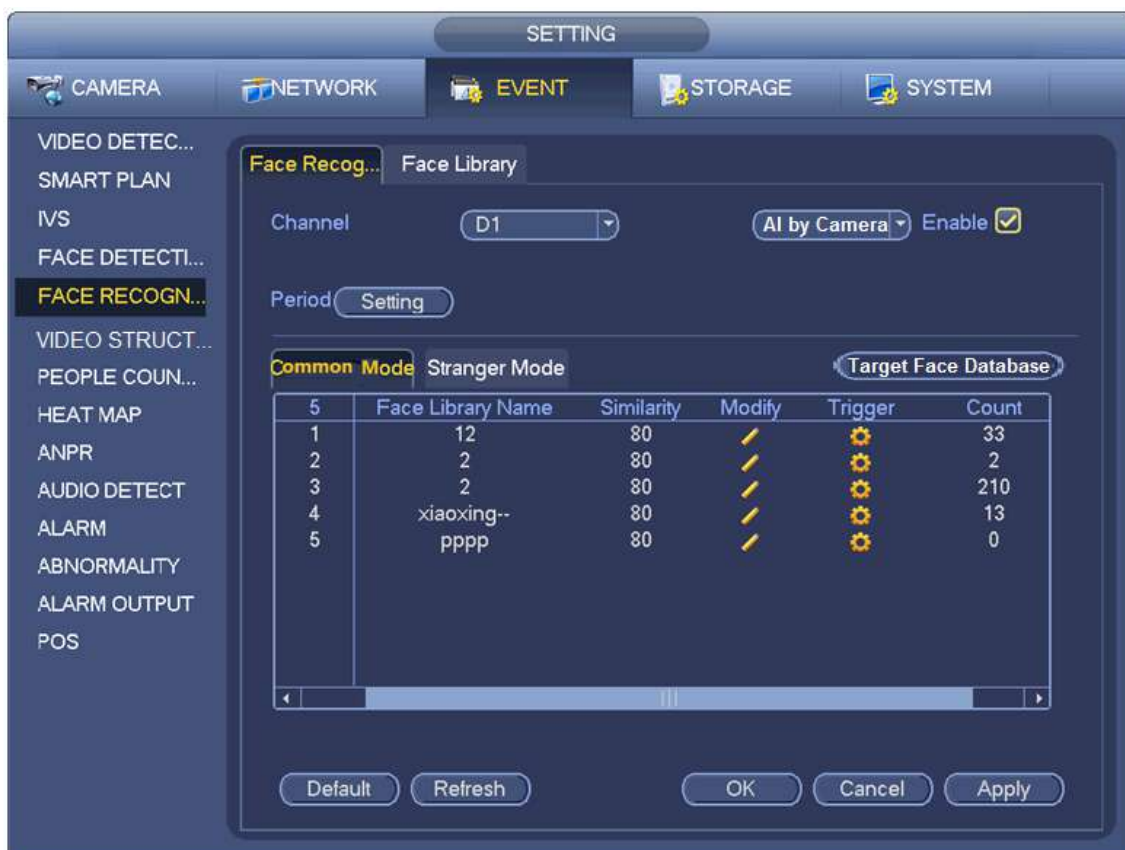 SETTING
CAMERA NETWORK EVENT STORAGE SYSTEM
VIDEO DETEC...
SMART PLAN
IVS
FACE DETECTI...
FACE RECOGN...
VIDEO STRUCT...
PEOPLE COUN...
HEAT MAP
ANPR
AUDIO DETECT
ALARM
ABNORMALITY
ALARM OUTPUT
POS
Face Recog... Face Library
Channel D1 AI by Camera Enable
Period Setting
Common Mode Stranger Mode Target Face Database
5 Face Library Name Similarity Modify Trigger Count
1 12 80 33
2 2 80 2
3 2 80 210
4 xiaoxing-- 80 13
5 pppp 80 0
Default Refresh OK Cancel Apply